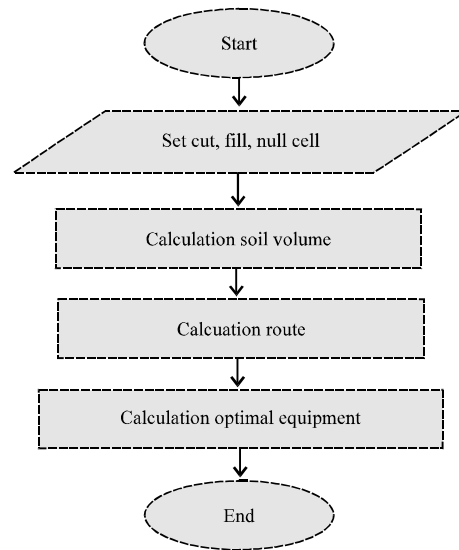 Start
Set cut, fill, null cell
Calculation soil volume
Calcuation route
Calculation optimal equipment
End